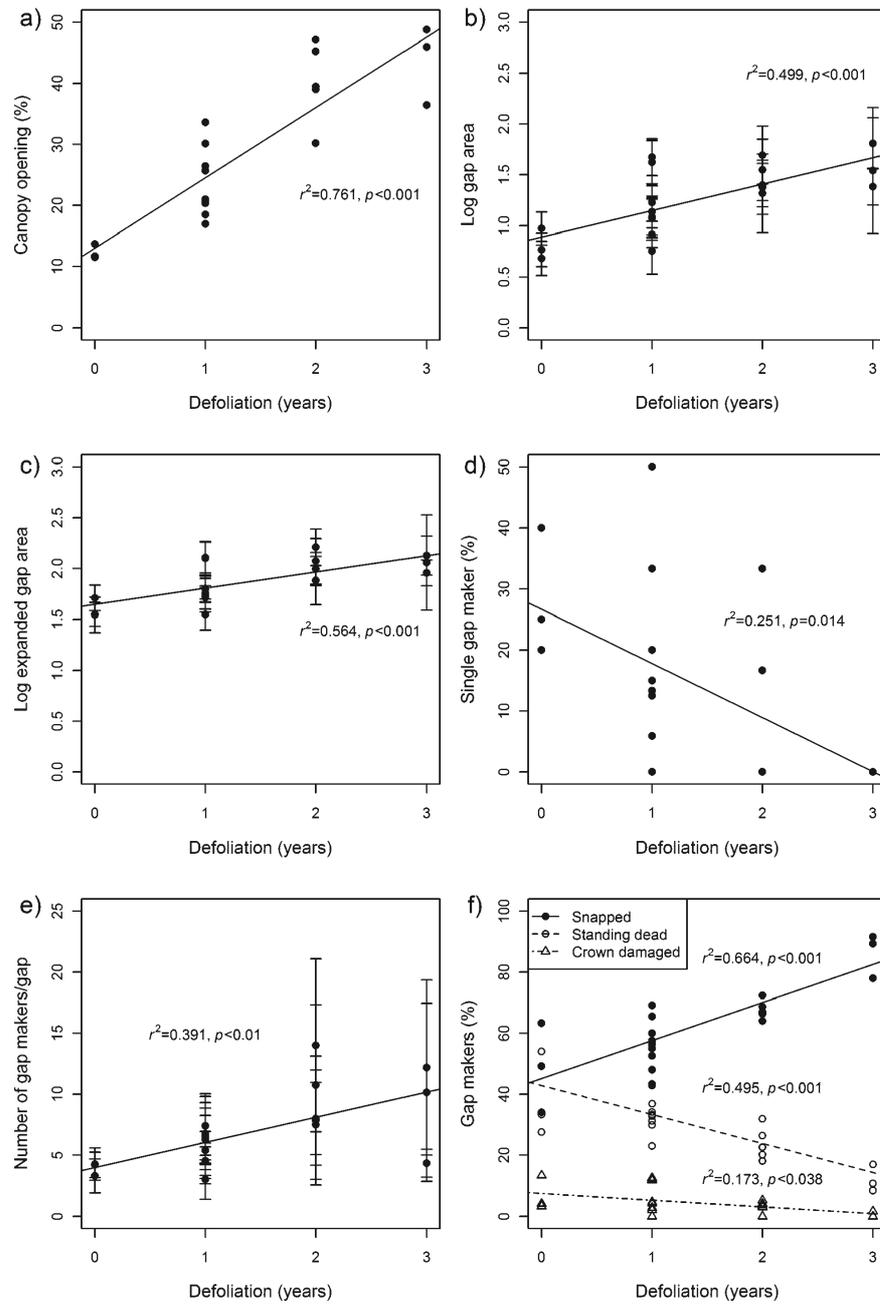 a)
Canopy opening (%)
50
40
30
20
10
0
r²=0.761, p<0.001
0 1 2 3
Defoliation (years)
b)
Log gap area
3.0
2.5
2.0
1.5
1.0
0.5
0.0
r²=0.499, p<0.001
0 1 2 3
Defoliation (years)
c)
Log expanded gap area
3.0
2.5
2.0
1.5
1.0
0.5
0.0
r²=0.564, p<0.001
0 1 2 3
Defoliation (years)
d)
Single gap maker (%)
50
40
30
20
10
0
r²=0.251, p=0.014
0 1 2 3
Defoliation (years)
e)
Number of gap makers/gap
25
20
15
10
5
0
r²=0.391, p<0.01
0 1 2 3
Defoliation (years)
f)
Gap makers (%)
100
80
60
40
20
0
Snapped
Standing dead
Crown damaged
r²=0.664, p<0.001
r²=0.495, p<0.001
r²=0.173, p<0.038
0 1 2 3
Defoliation (years)